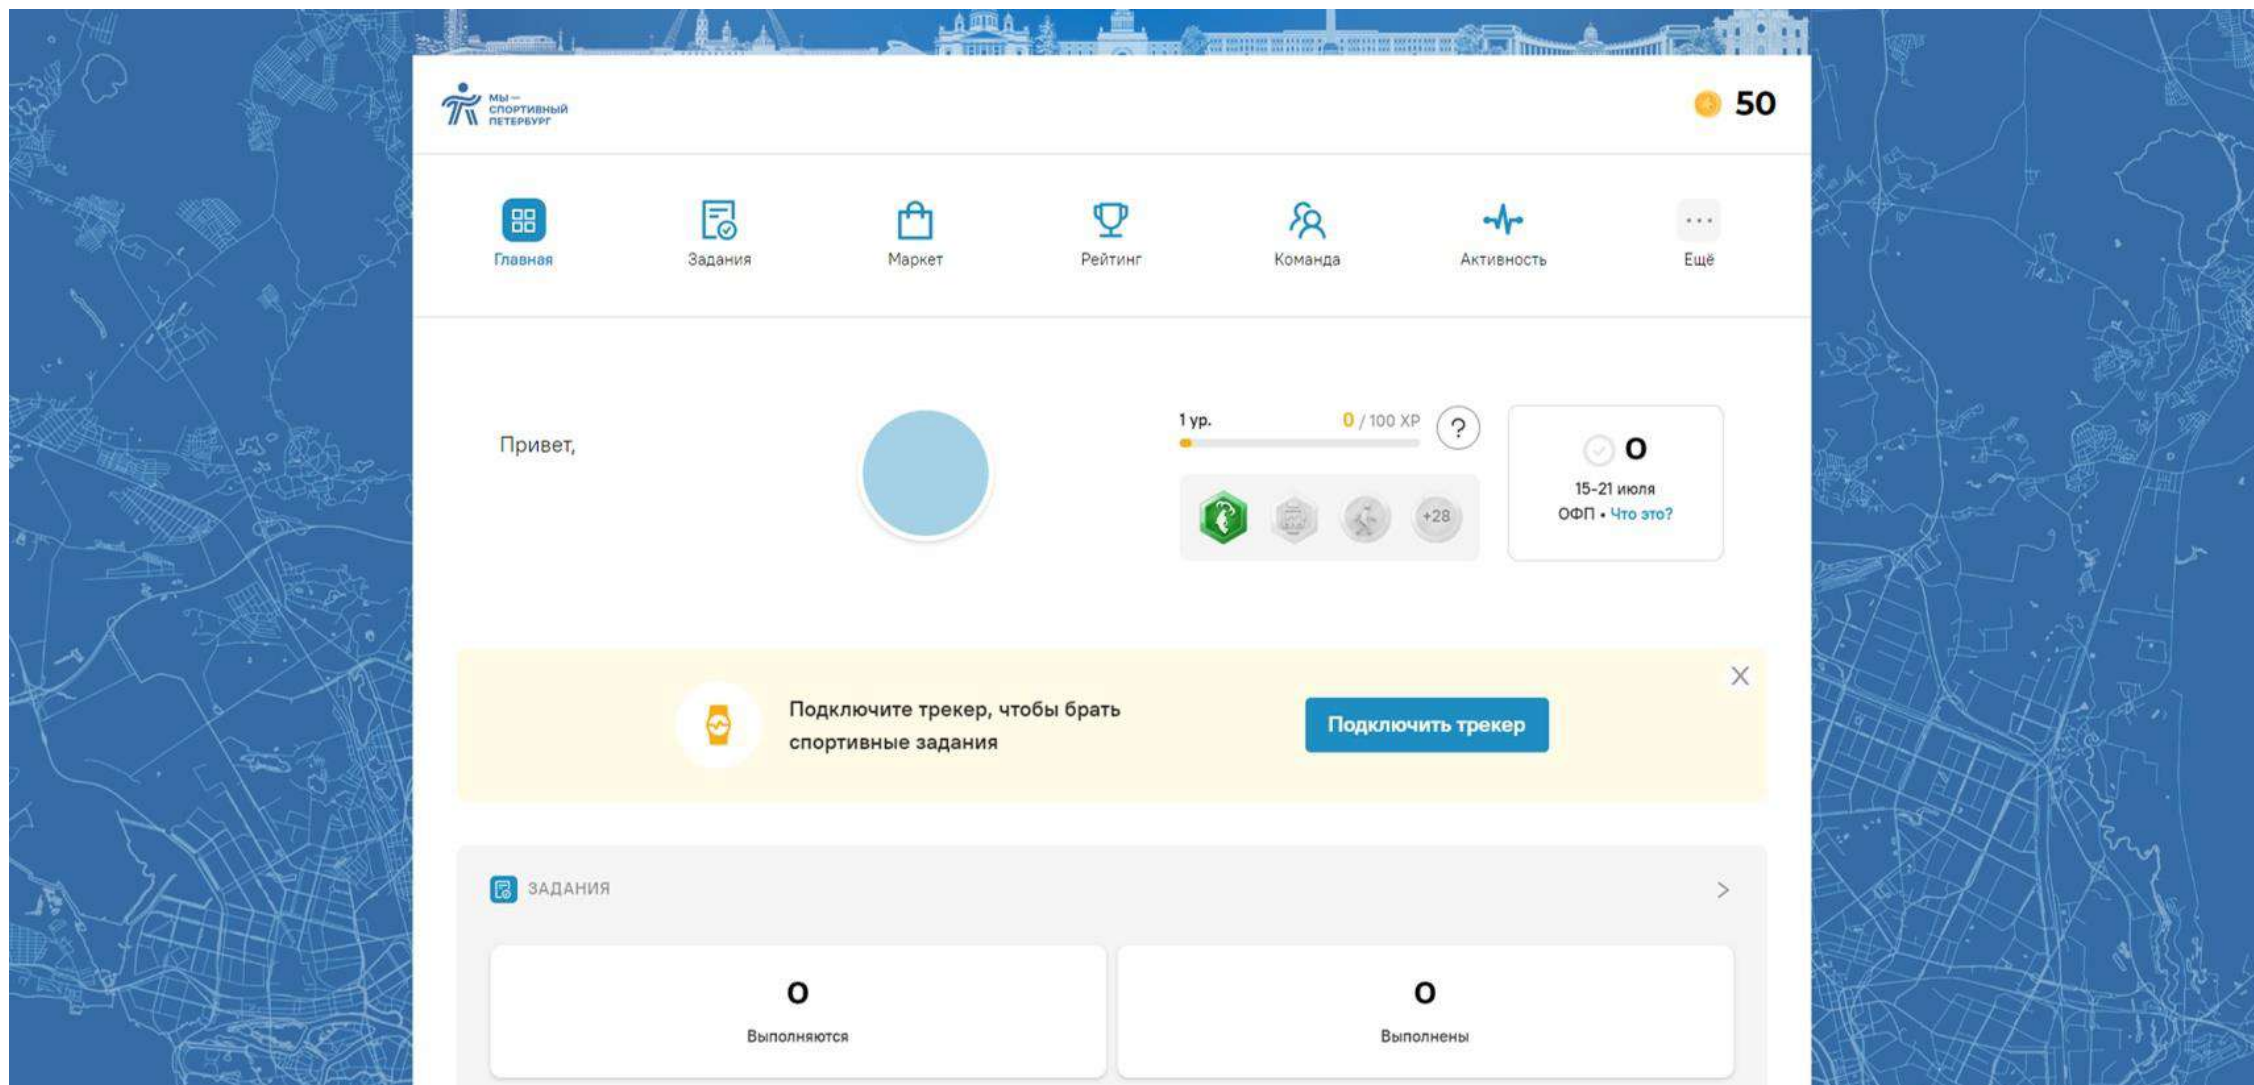 МЫ —
СПОРТИВНЫЙ
ПЕТЕРБУРГ
50
Главная
Задания
Маркет
Рейтинг
Команда
Активность
Ещё
Привет,
1 ур.
0 / 100 XP
?
+28
0
15-21 июля
ОФП • Что это?
Подключите трекер, чтобы брать
спортивные задания
Подключить трекер
ЗАДАНИЯ
0
Выполняются
0
Выполнены